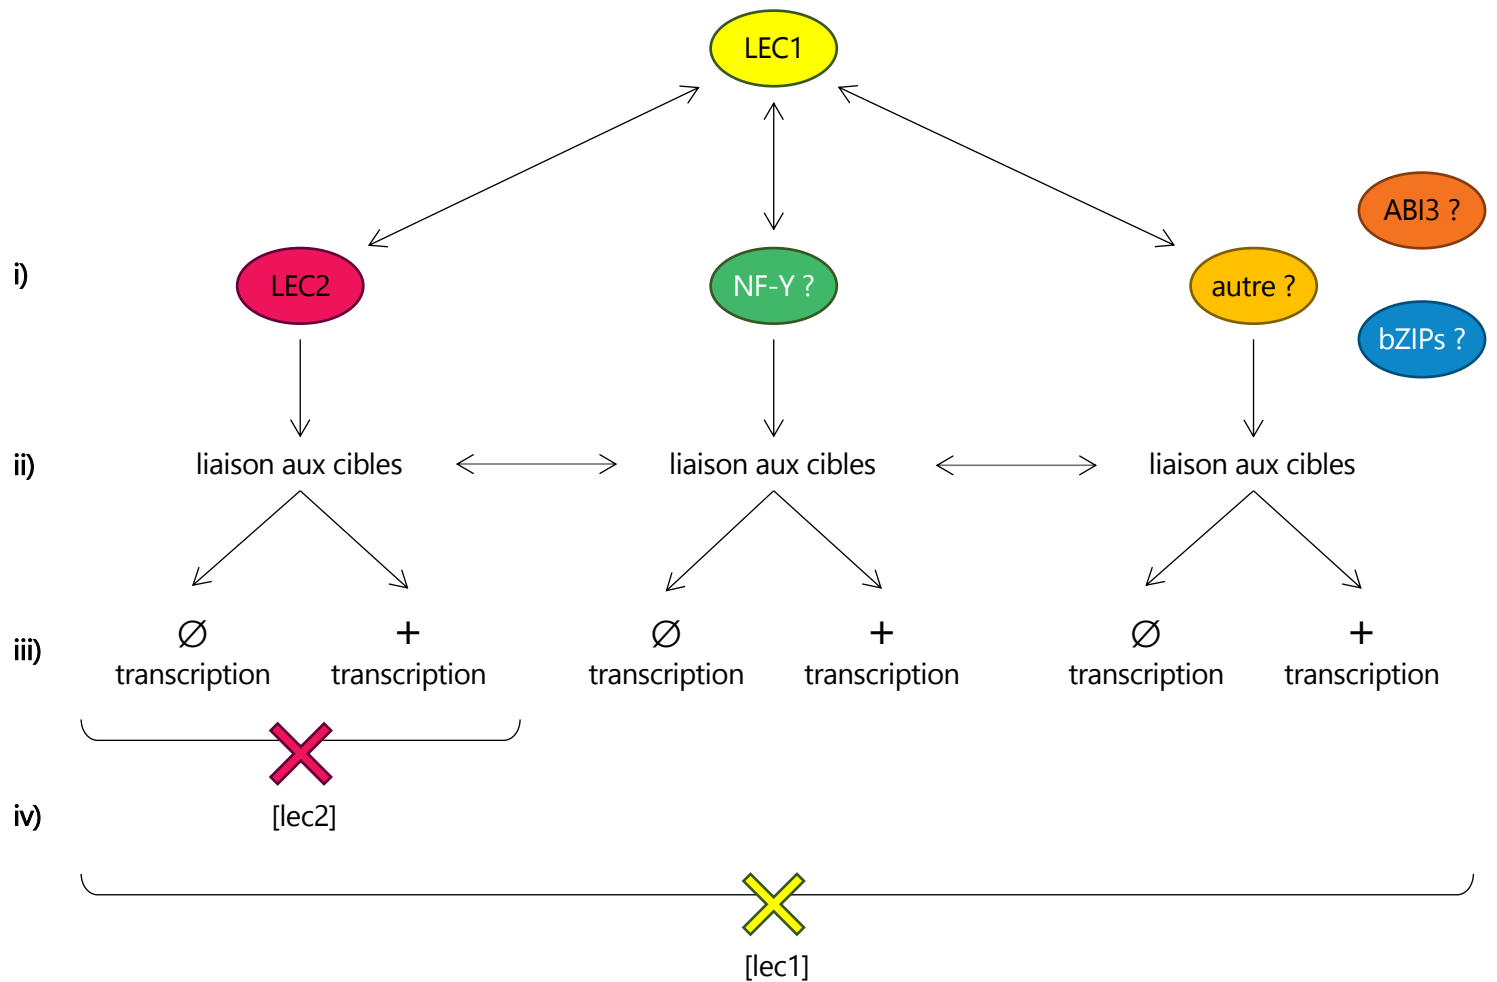 LEC1
ABI3 ?
i)
LEC2
NF-Y ?
autre ?
bZIPs ?
ii)
liaison aux cibles
liaison aux cibles
liaison aux cibles
iii)
∅
+
∅
+
∅
+
transcription
transcription
transcription
transcription
transcription
transcription
iv)
[lec2]
[lec1]